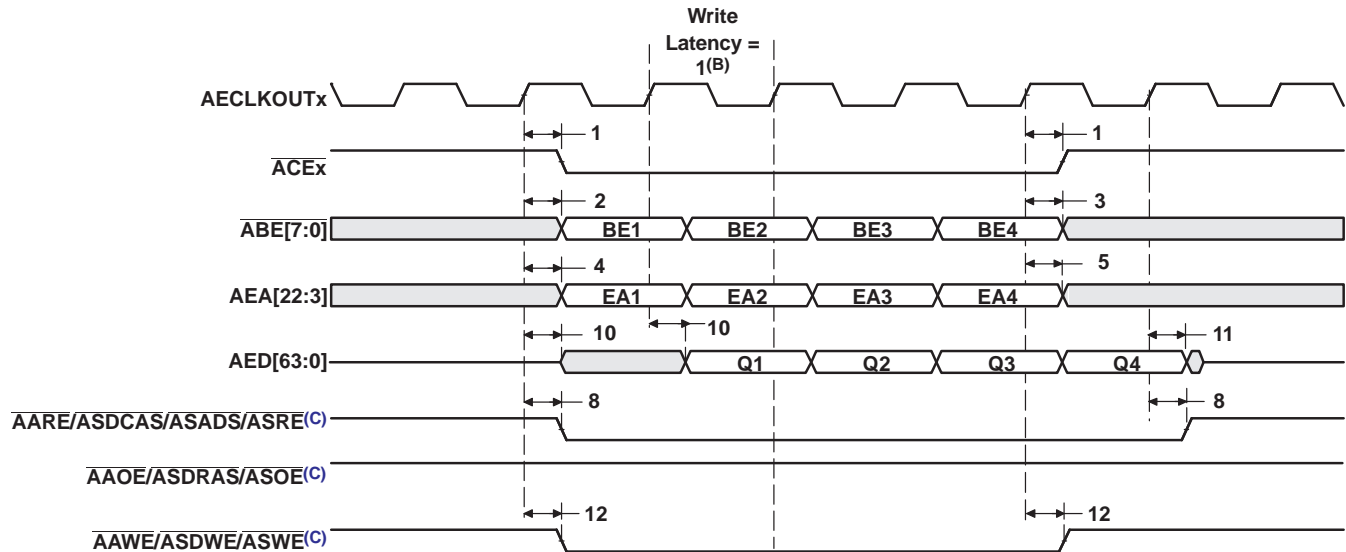 Write
Latency =
1(B)
AECLKOUTx
1 1
ACEx
2 3
ABE[7:0] BE1 BE2 BE3 BE4
4 5
AEA[22:3] EA1 EA2 EA3 EA4
10 10 11
AED[63:0] Q1 Q2 Q3 Q4
8 8
AARE/ASDCAS/ASADS/ASRE(C)
AAOE/ASDRAS/ASOE(C)
12 12
AAWE/ASDWE/ASWE(C)